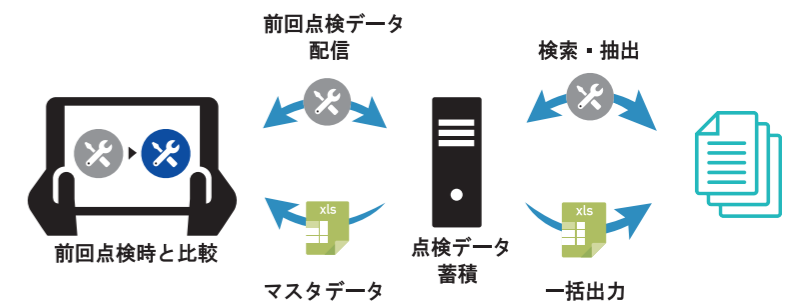 前回点検データ
配信
検索・抽出
xls
xls
前回点検時と比較
点検データ
蓄積
マスタデータ
一括出力